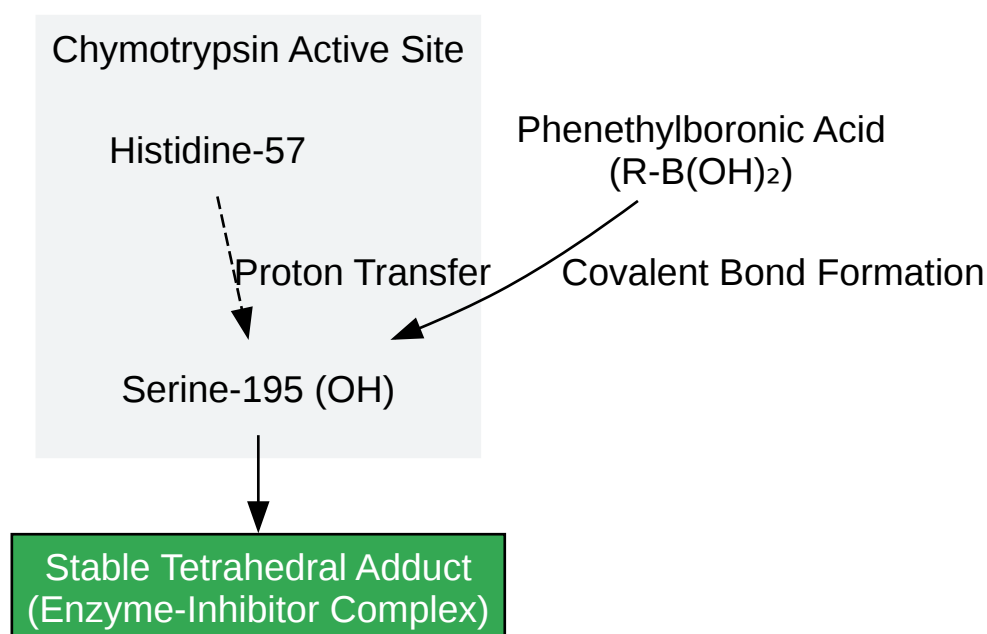 Chymotrypsin Active Site
Histidine-57
Phenethylboronic Acid
(R-B(OH)₂)
Proton Transfer
Covalent Bond Formation
Serine-195 (OH)
Stable Tetrahedral Adduct
(Enzyme-Inhibitor Complex)